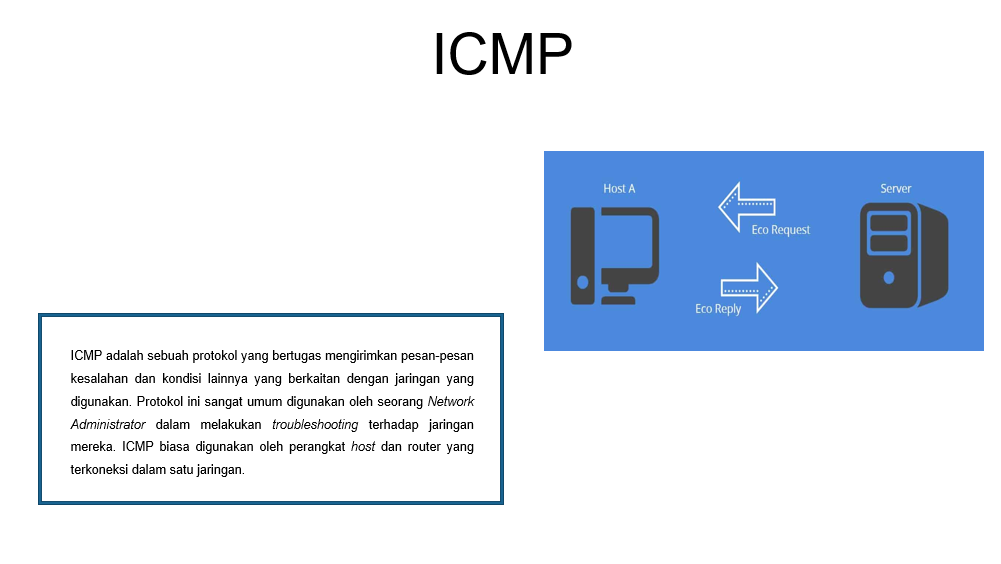 ICMP
Host A
Server
Eco Request
Eco Reply
ICMP adalah sebuah protokol yang bertugas mengirimkan pesan-pesan
kesalahan dan kondisi lainnya yang berkaitan dengan jaringan yang
digunakan. Protokol ini sangat umum digunakan oleh seorang Network
Administrator dalam melakukan troubleshooting terhadap jaringan
mereka. ICMP biasa digunakan oleh perangkat host dan router yang
terkoneksi dalam satu jaringan.